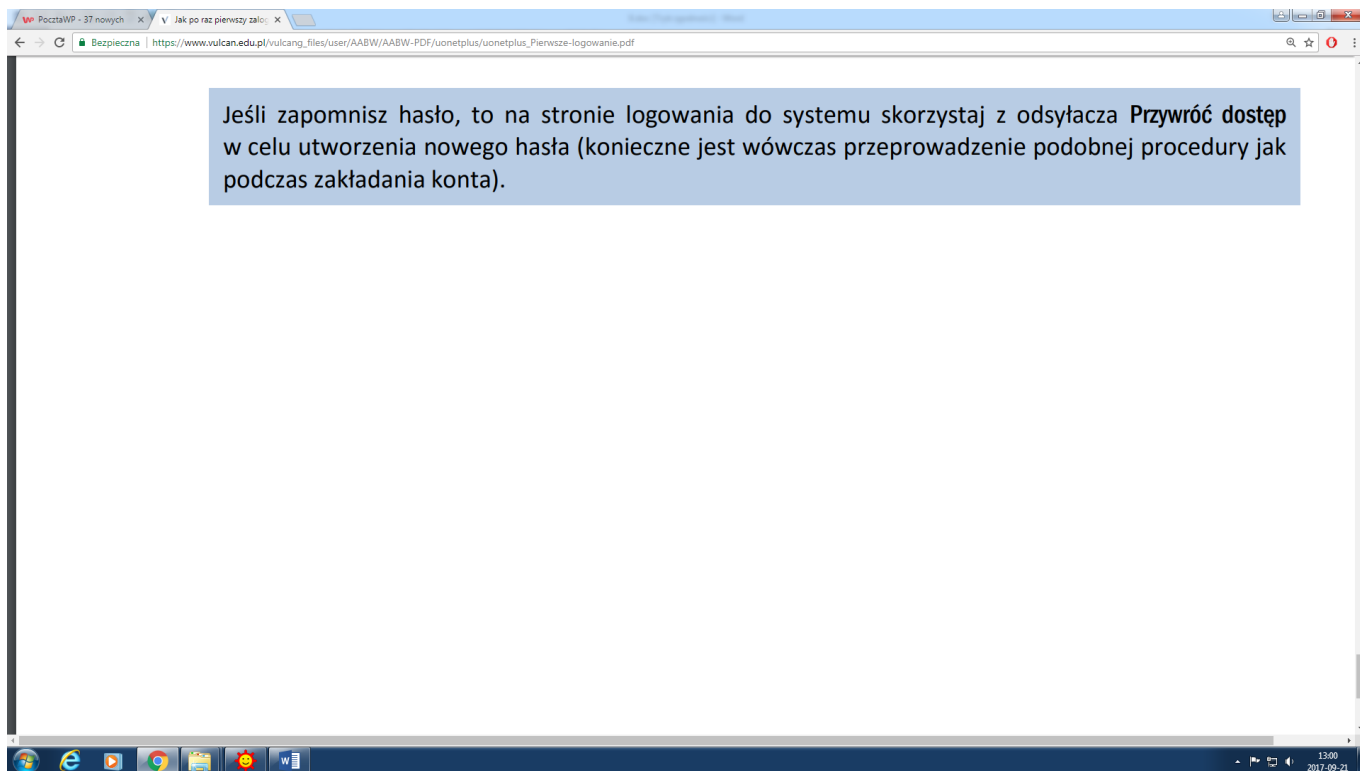 PocztaWP - 37 nowych
Jak po raz pierwszy zalog
Bezpieczna | https://www.vulcan.edu.pl/vulcang_files/user/AABW/AABW-PDF/uonetplus/uonetplus_Pierwsze-logowanie.pdf
Jeśli zapomnisz hasło, to na stronie logowania do systemu skorzystaj z odsyłacza Przywróć dostęp
w celu utworzenia nowego hasła (konieczne jest wówczas przeprowadzenie podobnej procedury jak
podczas zakładania konta).
13:00
2017-09-21